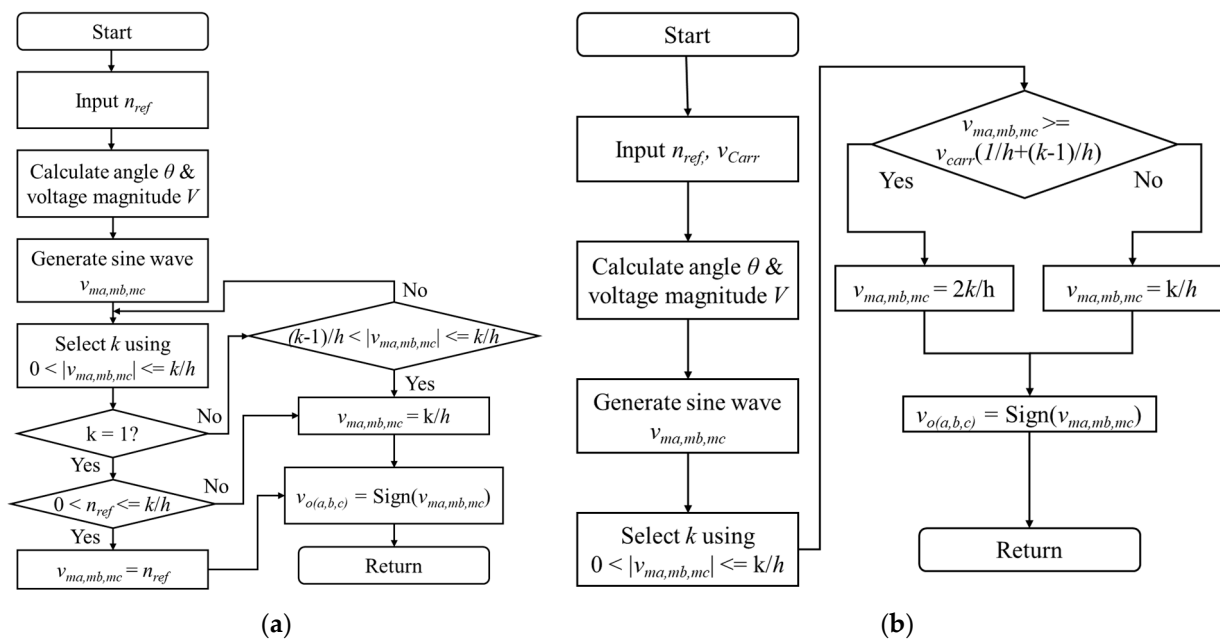 Start
Input n_ref
Calculate angle θ &
voltage magnitude V
Generate sine wave
v_ma,mb,mc
Select k using
0 < |v_ma,mb,mc| <= k/h
k = 1?
No
Yes
0 < n_ref <= k/h
No
Yes
v_ma,mb,mc = n_ref
No
(k-1)/h < |v_ma,mb,mc| <= k/h
Yes
v_ma,mb,mc = k/h
v_o(a,b,c) = Sign(v_ma,mb,mc)
Return
(a)
Start
Input n_ref, v_Carr
Calculate angle θ &
voltage magnitude V
Generate sine wave
v_ma,mb,mc
Select k using
0 < |v_ma,mb,mc| <= k/h
v_ma,mb,mc >=
v_carr(1/h+(k-1)/h)
Yes
No
v_ma,mb,mc = 2k/h
v_ma,mb,mc = k/h
v_o(a,b,c) = Sign(v_ma,mb,mc)
Return
(b)